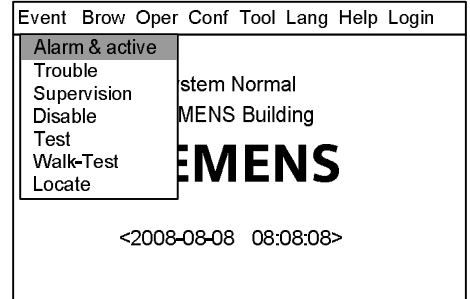 Event Brow Oper Conf Tool Lang Help Login
Alarm & active
Trouble
Supervision
Disable
Test
Walk-Test
Locate
stem Normal
MENS Building
EMENS
<2008-08-08 08:08:08>